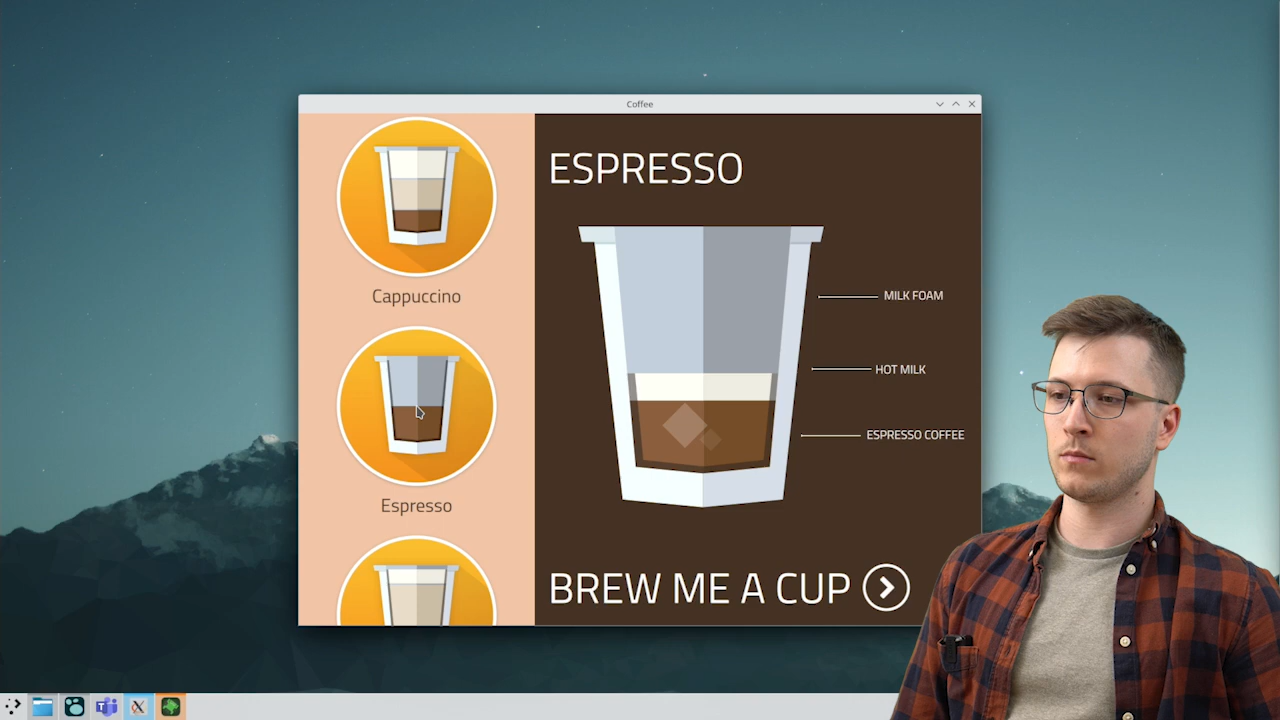 Coffee
Cappuccino
Espresso
ESPRESSO
MILK FOAM
HOT MILK
ESPRESSO COFFEE
BREW ME A CUP